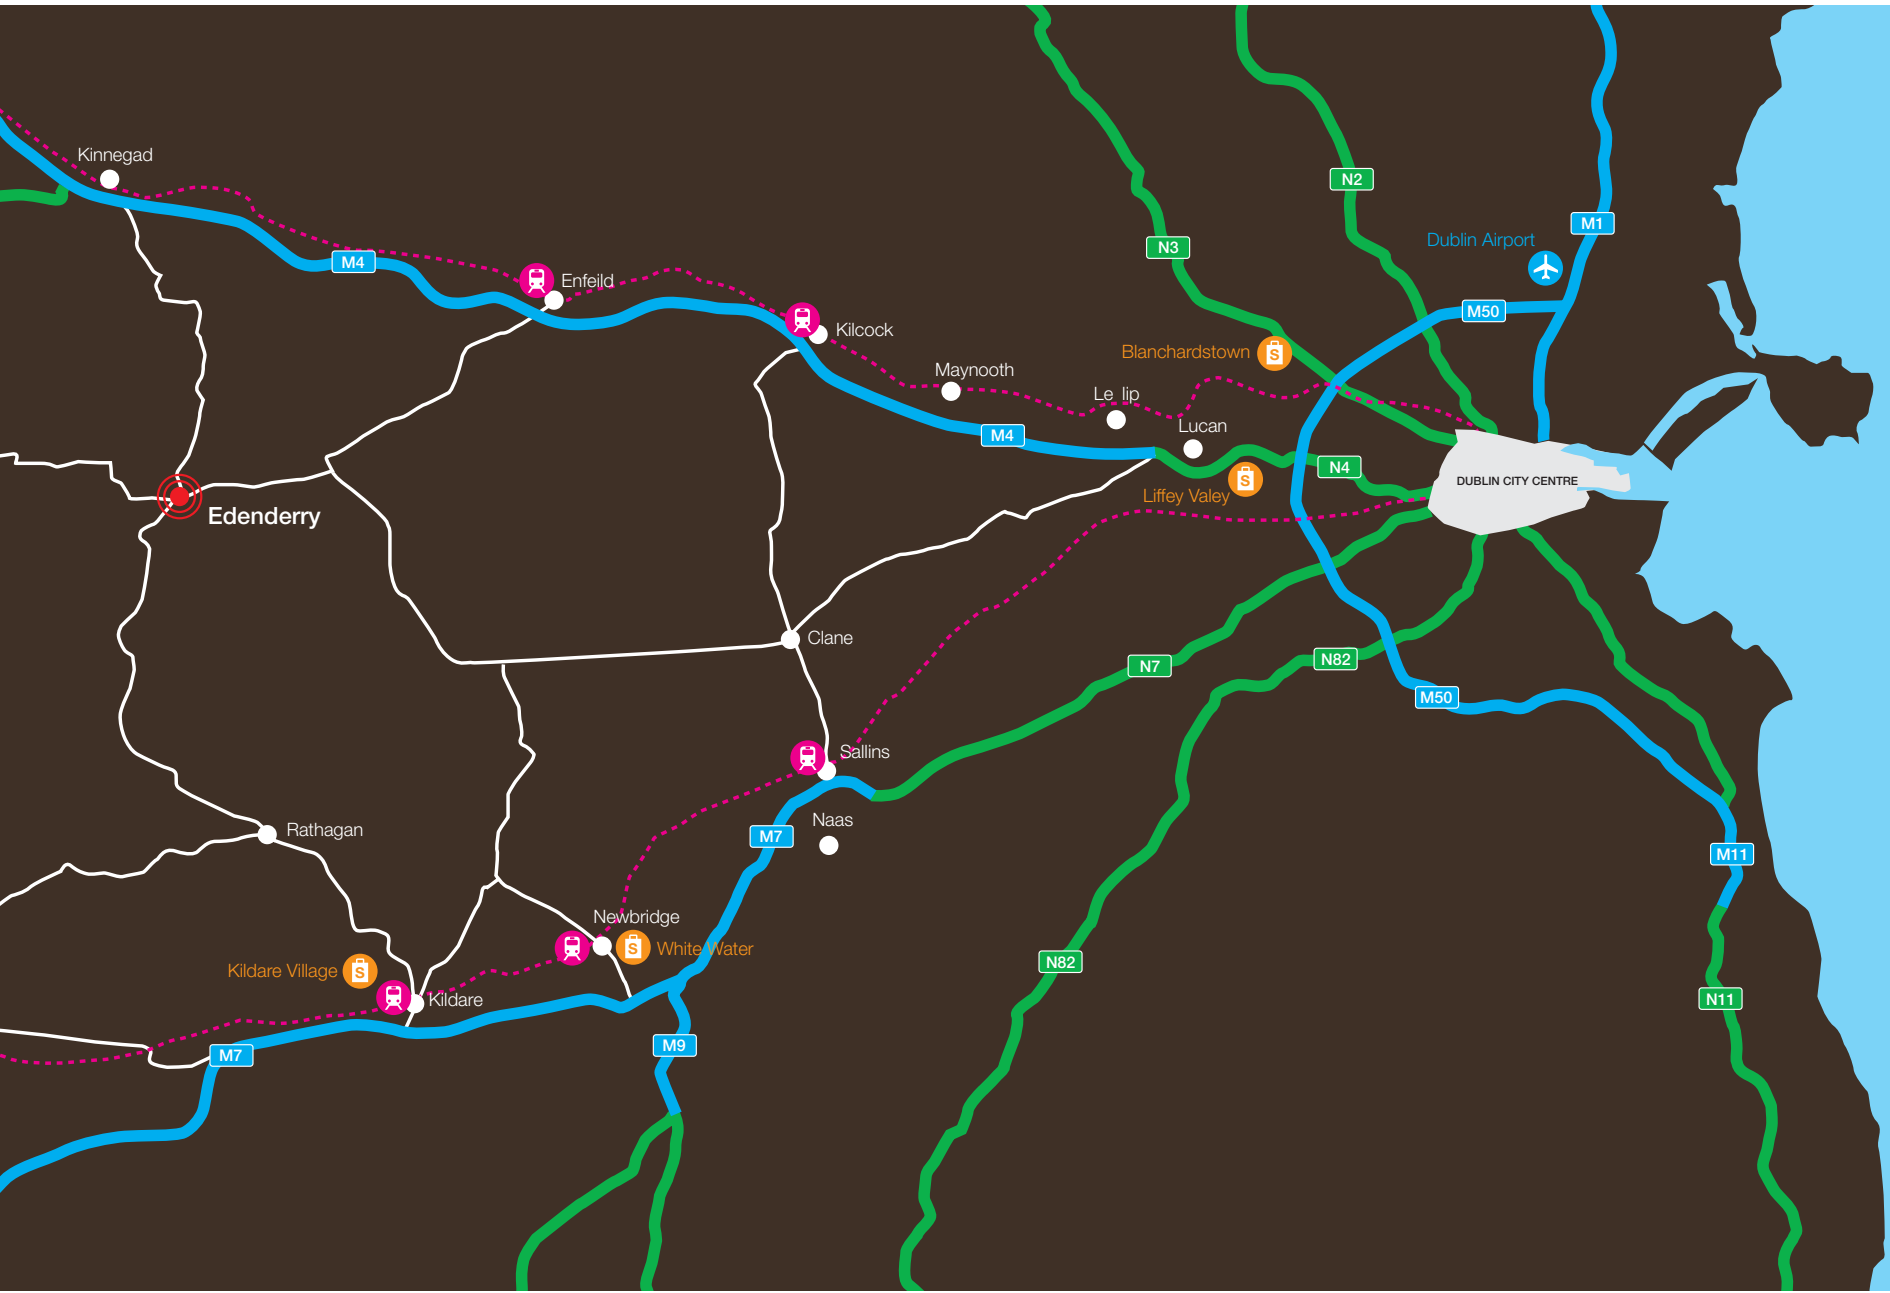 Kinnegad
N2
M1
Dublin Airport
N3
M4
Enfeild
M50
Kilcock
Blanchardstown
S
Maynooth
Le lip
Lucan
M4
N4
S
Liffey Valey
DUBLIN CITY CENTRE
Edenderry
Clane
N7
N82
M50
Sallins
Naas
M7
Rathagan
M11
Newbridge
S
White Water
N82
Kildare Village
S
Kildare
N11
M9
M7